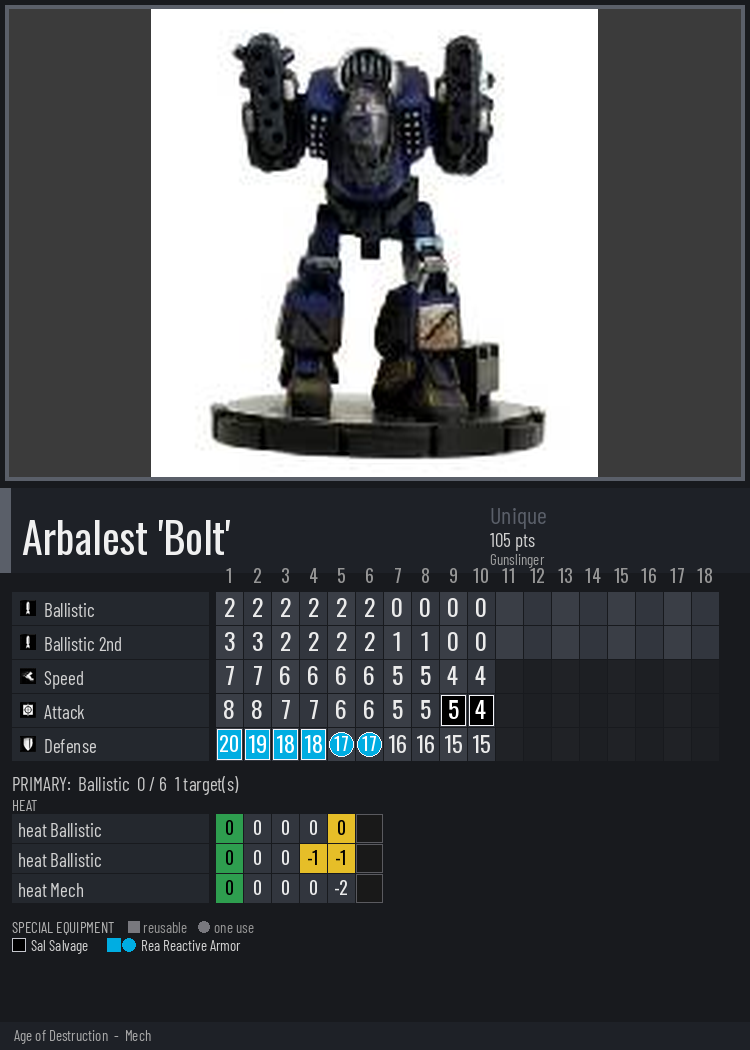 Arbalest 'Bolt'
Unique
105 pts
Gunslinger
1 2 3 4 5 6 7 8 9 10 11 12 13 14 15 16 17 18
Ballistic 2 2 2 2 2 2 0 0 0 0
Ballistic 2nd 3 3 2 2 2 2 1 1 0 0
Speed 7 7 6 6 6 6 5 5 4 4
Attack 8 8 7 7 6 6 5 5 5 4
Defense 20 19 18 18 17 17 16 16 15 15
PRIMARY: Ballistic 0 / 6 1 target(s)
HEAT
heat Ballistic 0 0 0 0 0
heat Ballistic 0 0 0 -1 -1
heat Mech 0 0 0 0 -2
SPECIAL EQUIPMENT reusable one use
Sal Salvage Rea Reactive Armor
Age of Destruction - Mech